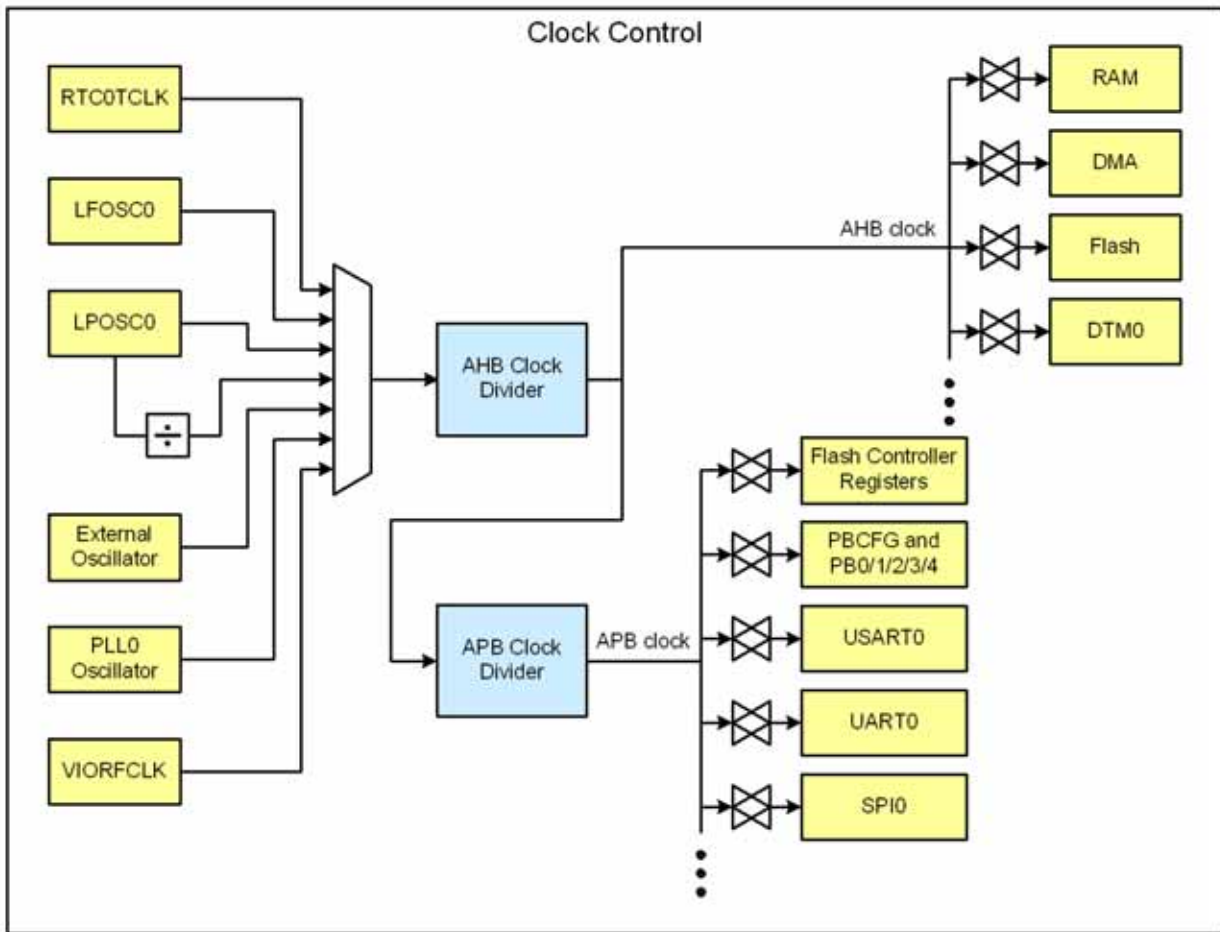 Clock Control
RTC0TCLK
LFOSC0
LPOSC0
÷
External
Oscillator
PLL0
Oscillator
VIORFCLK
AHB Clock
Divider
APB Clock
Divider
AHB clock
RAM
DMA
Flash
DTM0
APB clock
Flash Controller
Registers
PBCFG and
PB0/1/2/3/4
USART0
UART0
SPI0